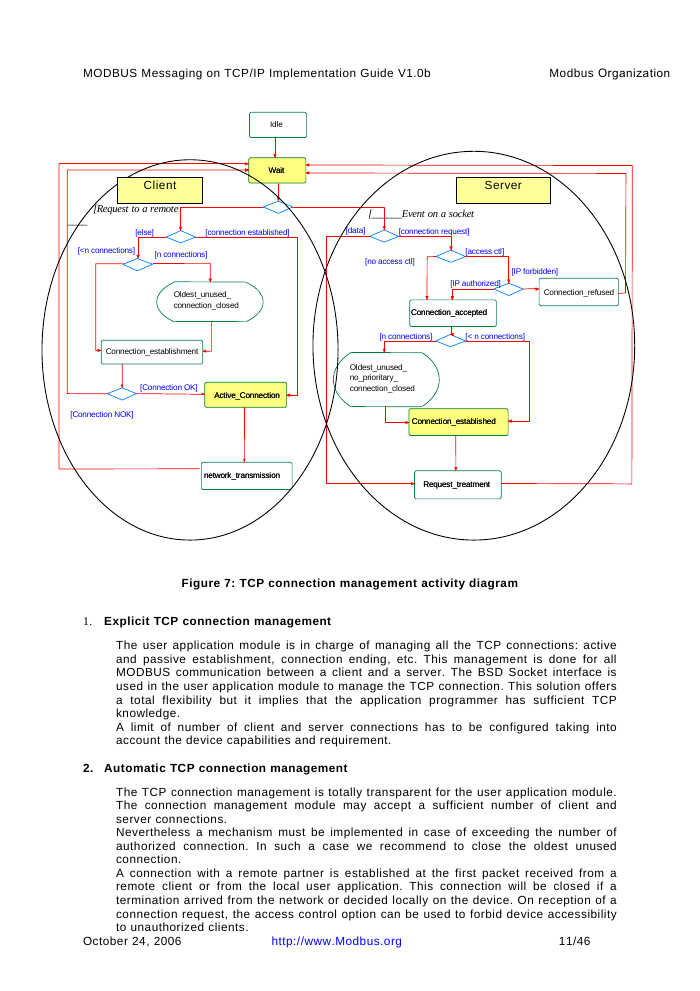 MODBUS Messaging on TCP/IP Implementation Guide V1.0b Modbus Organization
Idle
Wait
Client
Server
[Request to a remote
[ Event on a socket
[else]
[connection established]
[data]
[connection request]
[<n connections]
[n connections]
[no access ctl]
[access ctl]
[IP forbidden]
[IP authorized]
Oldest_unused_
connection_closed
Connection_refused
Connection_accepted
[n connections]
[< n connections]
Connection_establishment
Oldest_unused_
no_prioritary_
connection_closed
[Connection OK]
Active_Connection
[Connection NOK]
Connection_established
network_transmission
Request_treatment
Figure 7: TCP connection management activity diagram
1. Explicit TCP connection management
The user application module is in charge of managing all the TCP connections: active
and passive establishment, connection ending, etc. This management is done for all
MODBUS communication between a client and a server. The BSD Socket interface is
used in the user application module to manage the TCP connection. This solution offers
a total flexibility but it implies that the application programmer has sufficient TCP
knowledge.
A limit of number of client and server connections has to be configured taking into
account the device capabilities and requirement.
2. Automatic TCP connection management
The TCP connection management is totally transparent for the user application module.
The connection management module may accept a sufficient number of client and
server connections.
Nevertheless a mechanism must be implemented in case of exceeding the number of
authorized connection. In such a case we recommend to close the oldest unused
connection.
A connection with a remote partner is established at the first packet received from a
remote client or from the local user application. This connection will be closed if a
termination arrived from the network or decided locally on the device. On reception of a
connection request, the access control option can be used to forbid device accessibility
to unauthorized clients.
October 24, 2006 http://www.Modbus.org 11/46